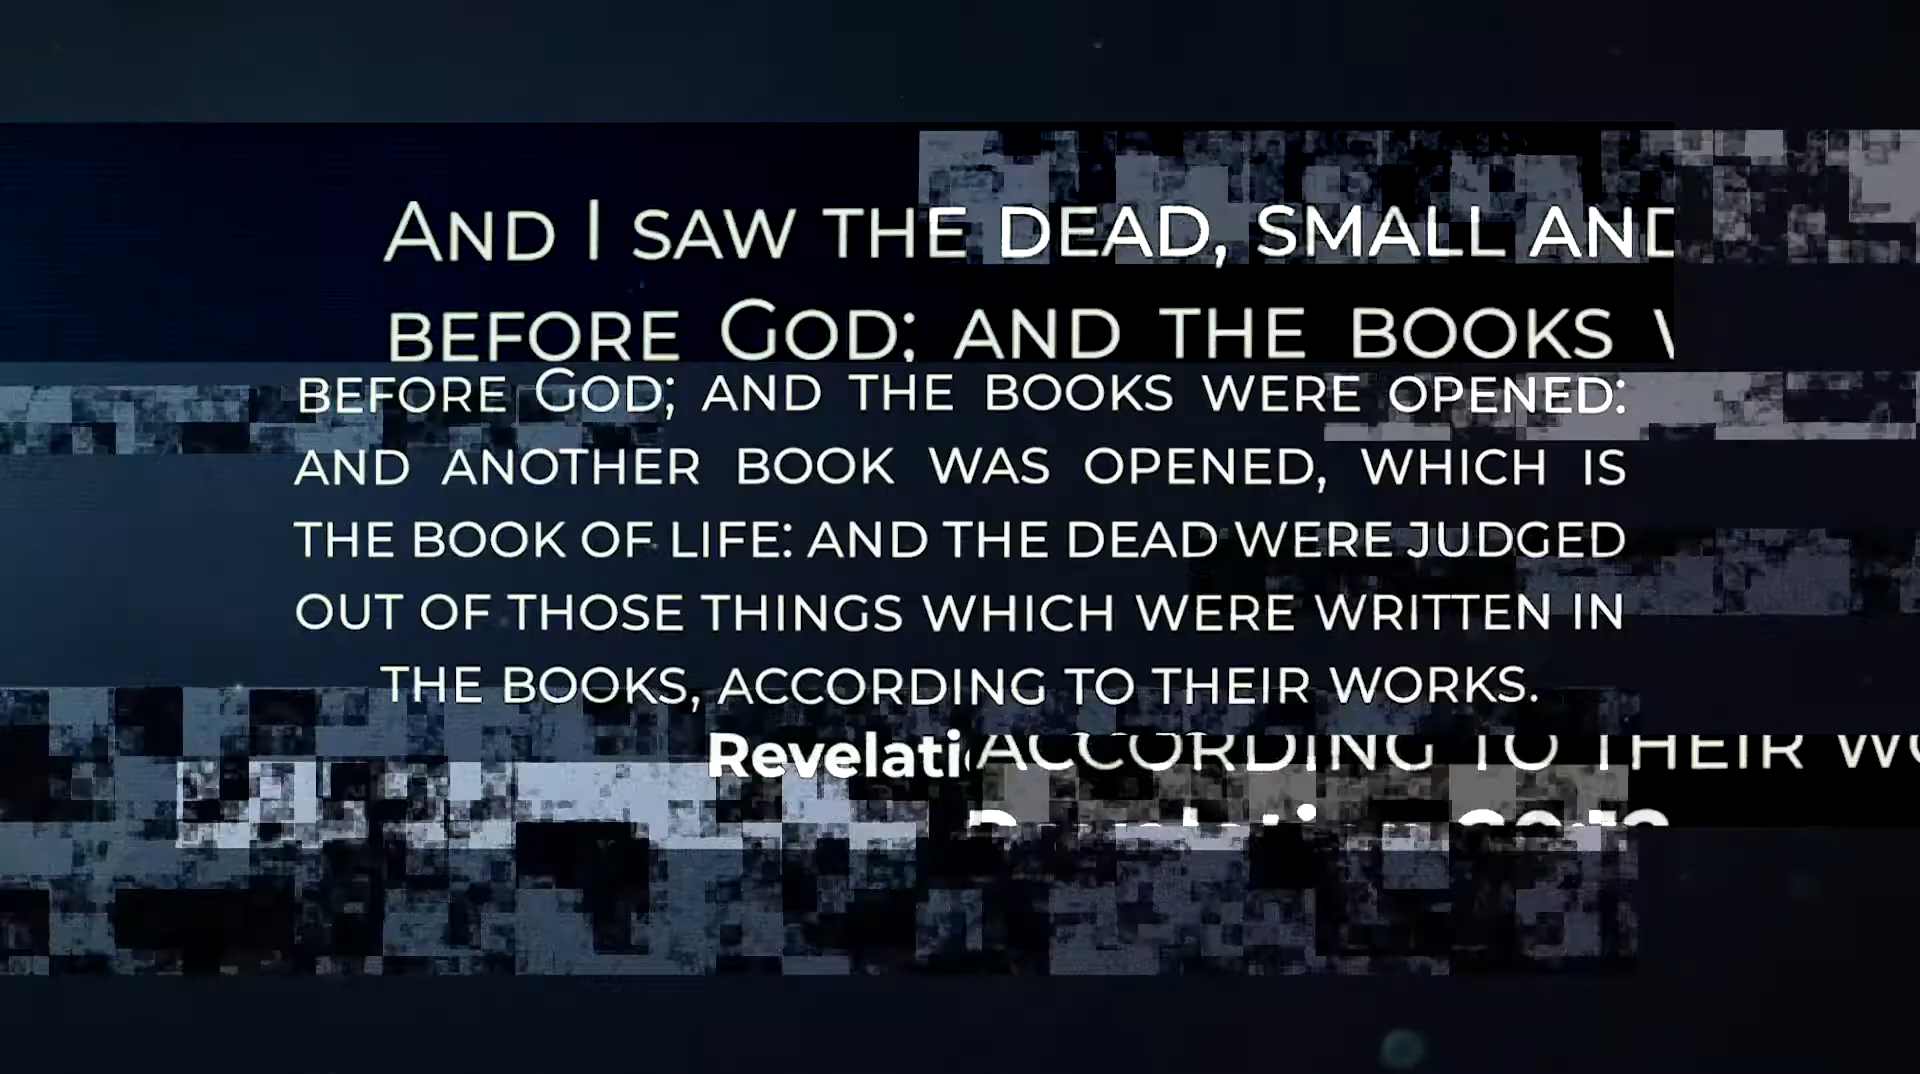 AND I SAW THE DEAD, SMALL AND
BEFORE GOD; AND THE BOOKS
BEFORE GOD; AND THE BOOKS WERE OPENED:
AND ANOTHER BOOK WAS OPENED, WHICH IS
THE BOOK OF LIFE: AND THE DEAD WERE JUDGED
OUT OF THOSE THINGS WHICH WERE WRITTEN IN
THE BOOKS, ACCORDING TO THEIR WORKS.
Revelati
ACCORDING TO THEIR WO